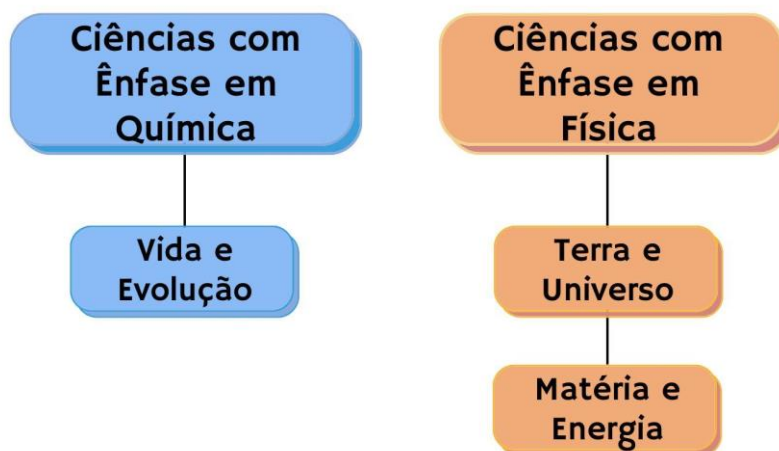 Ciências com
Ênfase em
Química
Vida e
Evolução
Ciências com
Ênfase em
Física
Terra e
Universo
Matéria e
Energia